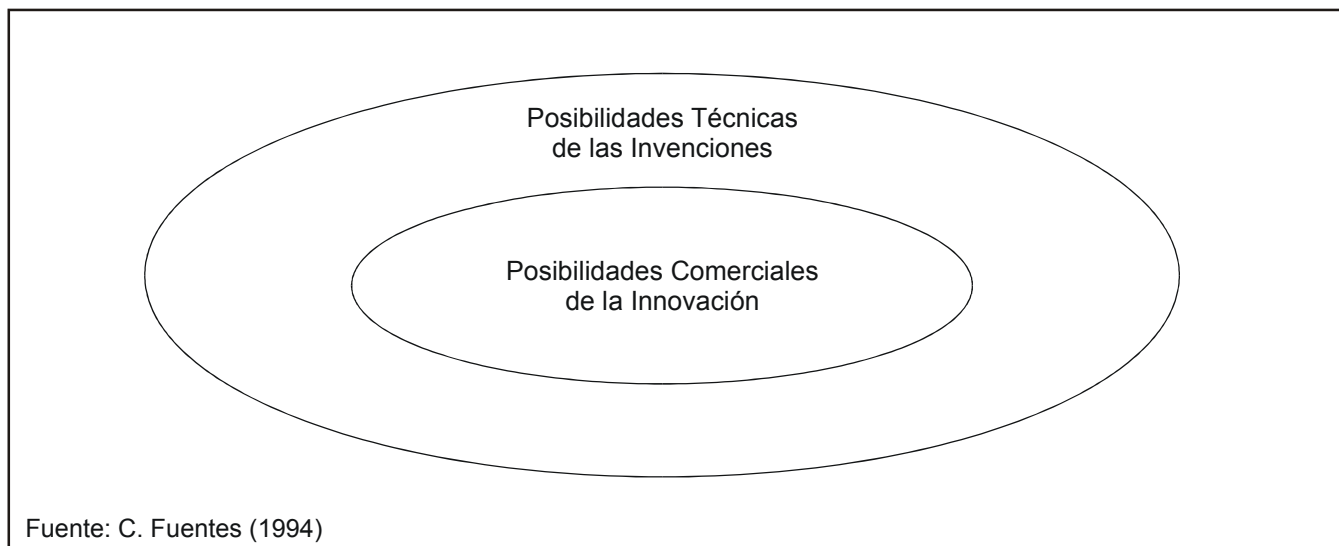 Posibilidades Técnicas
de las Invenciones
Posibilidades Comerciales
de la Innovación
Fuente: C. Fuentes (1994)